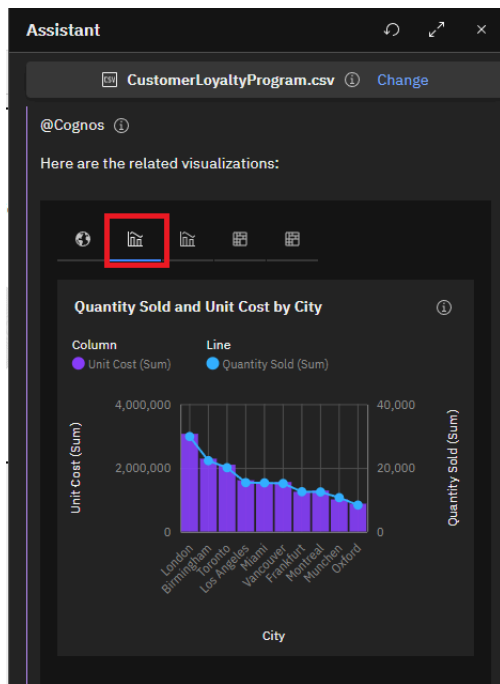 Assistant
CSV CustomerLoyaltyProgram.csv Change
@Cognos
Here are the related visualizations:
Quantity Sold and Unit Cost by City
Column Line
Unit Cost (Sum) Quantity Sold (Sum)
Unit Cost (Sum)
4,000,000
2,000,000
0
40,000
20,000
0
Quantity Sold (Sum)
London
Birmingham
Toronto
Los Angeles
Miami
Vancouver
Frankfurt
Montreal
Munchen
Oxford
City